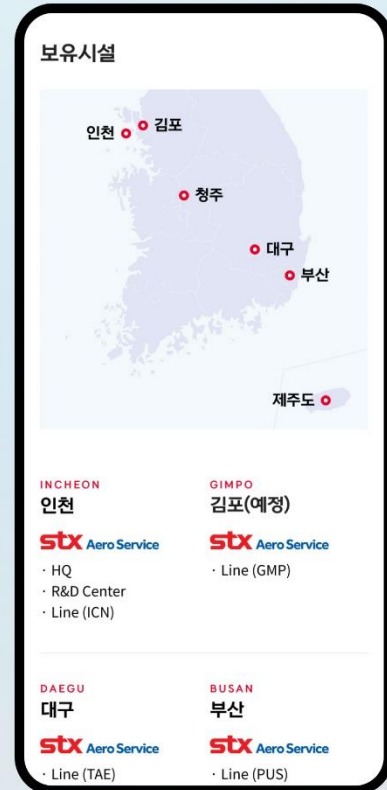 보유시설
인천
김포
청주
대구
부산
제주도
INCHEON
인천
stx Aero Service
· HQ
· R&D Center
· Line (ICN)
GIMPO
김포(예정)
stx Aero Service
· Line (GMP)
DAEGU
대구
stx Aero Service
· Line (TAE)
BUSAN
부산
stx Aero Service
· Line (PUS)